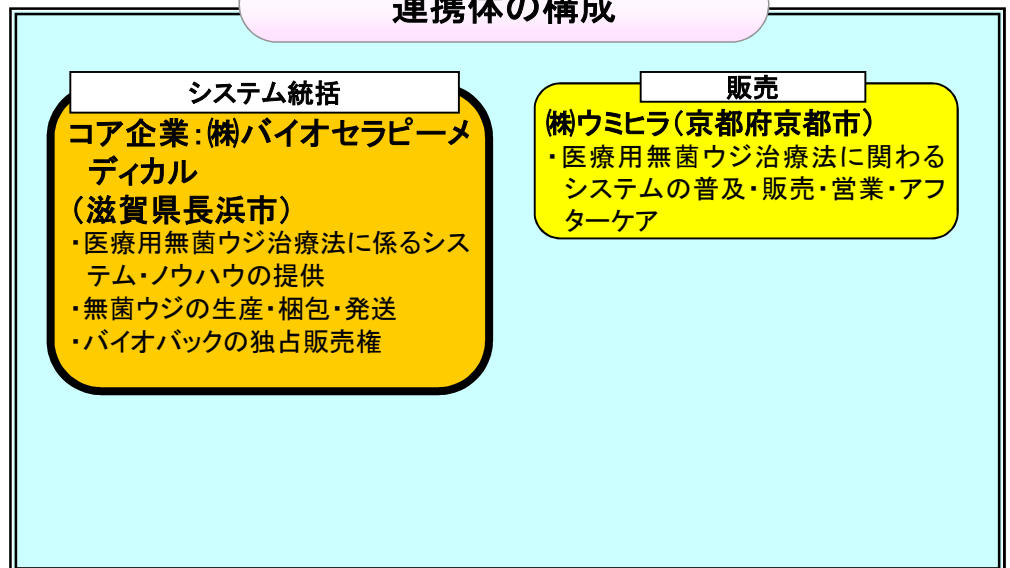 連携体の構成
システム統括
コア企業:㈱バイオセラピーメ
ディカル
(滋賀県長浜市)
・医療用無菌ウジ治療法に係るシス
テム・ノウハウの提供
・無菌ウジの生産・梱包・発送
・バイオバックの独占販売権
販売
㈱ウミヒラ(京都府京都市)
・医療用無菌ウジ治療法に関わる
システムの普及・販売・営業・アフ
ターケア